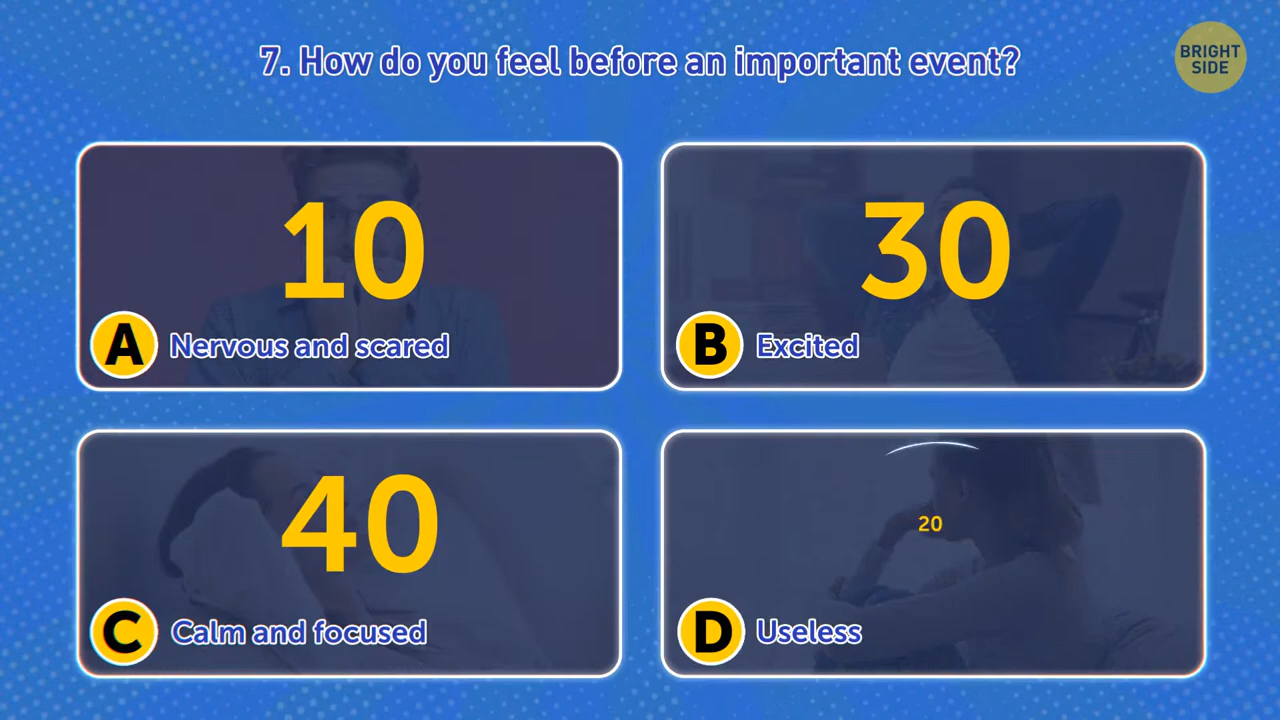 7. How do you feel before an important event?
BRIGHT
SIDE
10
A Nervous and scared
30
B Excited
40
C Calm and focused
20
D Useless